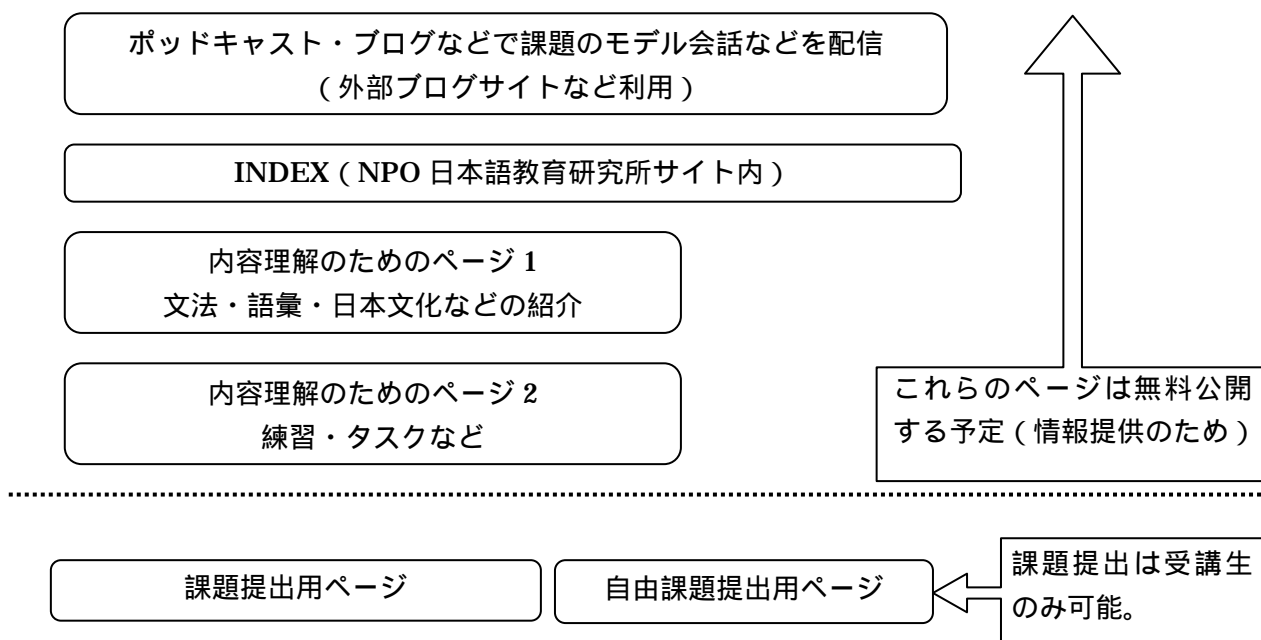 ポッドキャスト・ブログなどで課題のモデル会話などを配信
（外部ブログサイトなど利用）
INDEX（NPO 日本語教育研究所サイト内）
内容理解のためのページ 1
文法・語彙・日本文化などの紹介
内容理解のためのページ 2
練習・タスクなど
これらのページは無料公開
する予定（情報提供のため）
課題提出用ページ
自由課題提出用ページ
課題提出は受講生
のみ可能。